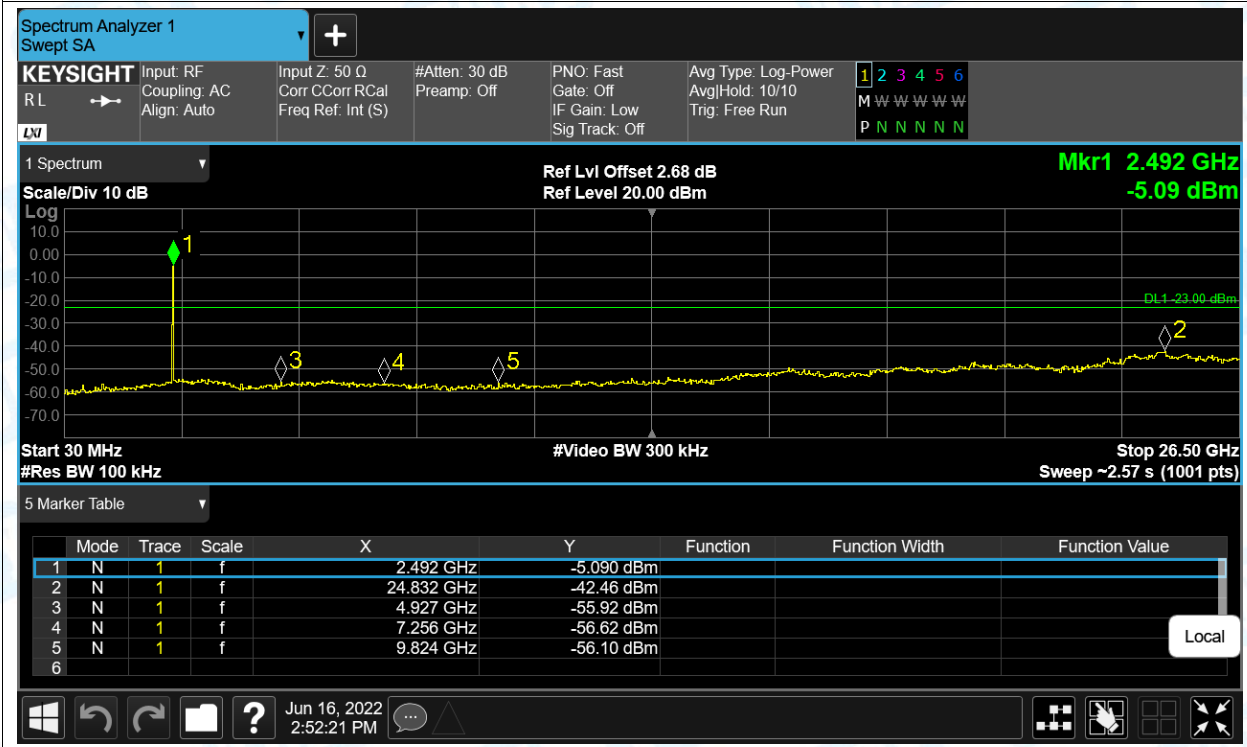 Spectrum Analyzer 1
Swept SA
+
KEYSIGHT
R L
LXI
Input: RF
Coupling: AC
Align: Auto
Input Z: 50 Ω
Corr CCorr RCal
Freq Ref: Int (S)
#Atten: 30 dB
Preamp: Off
PNO: Fast
Gate: Off
IF Gain: Low
Sig Track: Off
Avg Type: Log-Power
Avg|Hold: 10/10
Trig: Free Run
1 2 3 4 5 6
M W W W W W
P N N N N N
1 Spectrum
Scale/Div 10 dB
Ref Lvl Offset 2.68 dB
Ref Level 20.00 dBm
Mkr1 2.492 GHz
-5.09 dBm
Log
10.0
0.00
-10.0
-20.0
-30.0
-40.0
-50.0
-60.0
-70.0
1
DL1 -23.00 dBm
2
3
4
5
Start 30 MHz
#Res BW 100 kHz
#Video BW 300 kHz
Stop 26.50 GHz
Sweep ~2.57 s (1001 pts)
5 Marker Table
Mode Trace Scale X Y Function Function Width Function Value
1 N 1 f 2.492 GHz -5.090 dBm
2 N 1 f 24.832 GHz -42.46 dBm
3 N 1 f 4.927 GHz -55.92 dBm
4 N 1 f 7.256 GHz -56.62 dBm
5 N 1 f 9.824 GHz -56.10 dBm
6
Local
?
Jun 16, 2022
2:52:21 PM